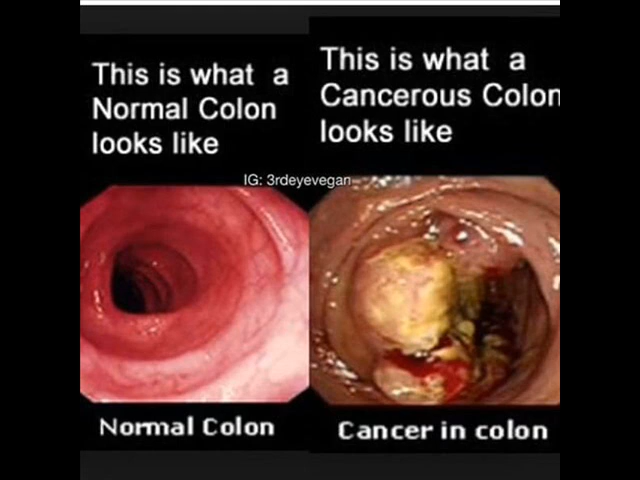 This is what a
Normal Colon
looks like
This is what a
Cancerous Colon
looks like
IG: 3rdeyevegan
Normal Colon
Cancer in colon